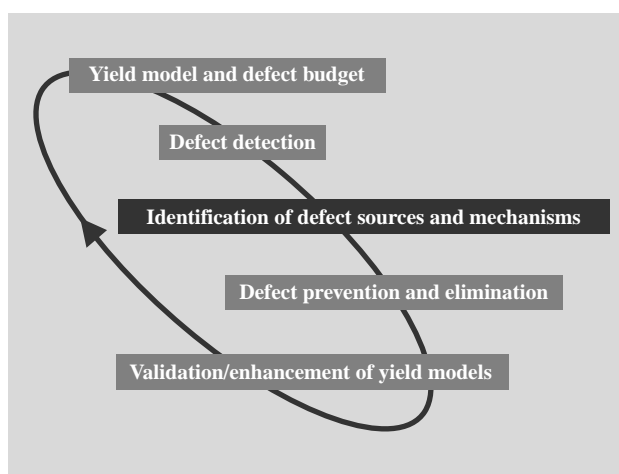 Yield model and defect budget
Defect detection
Identification of defect sources and mechanisms
Defect prevention and elimination
Validation/enhancement of yield models